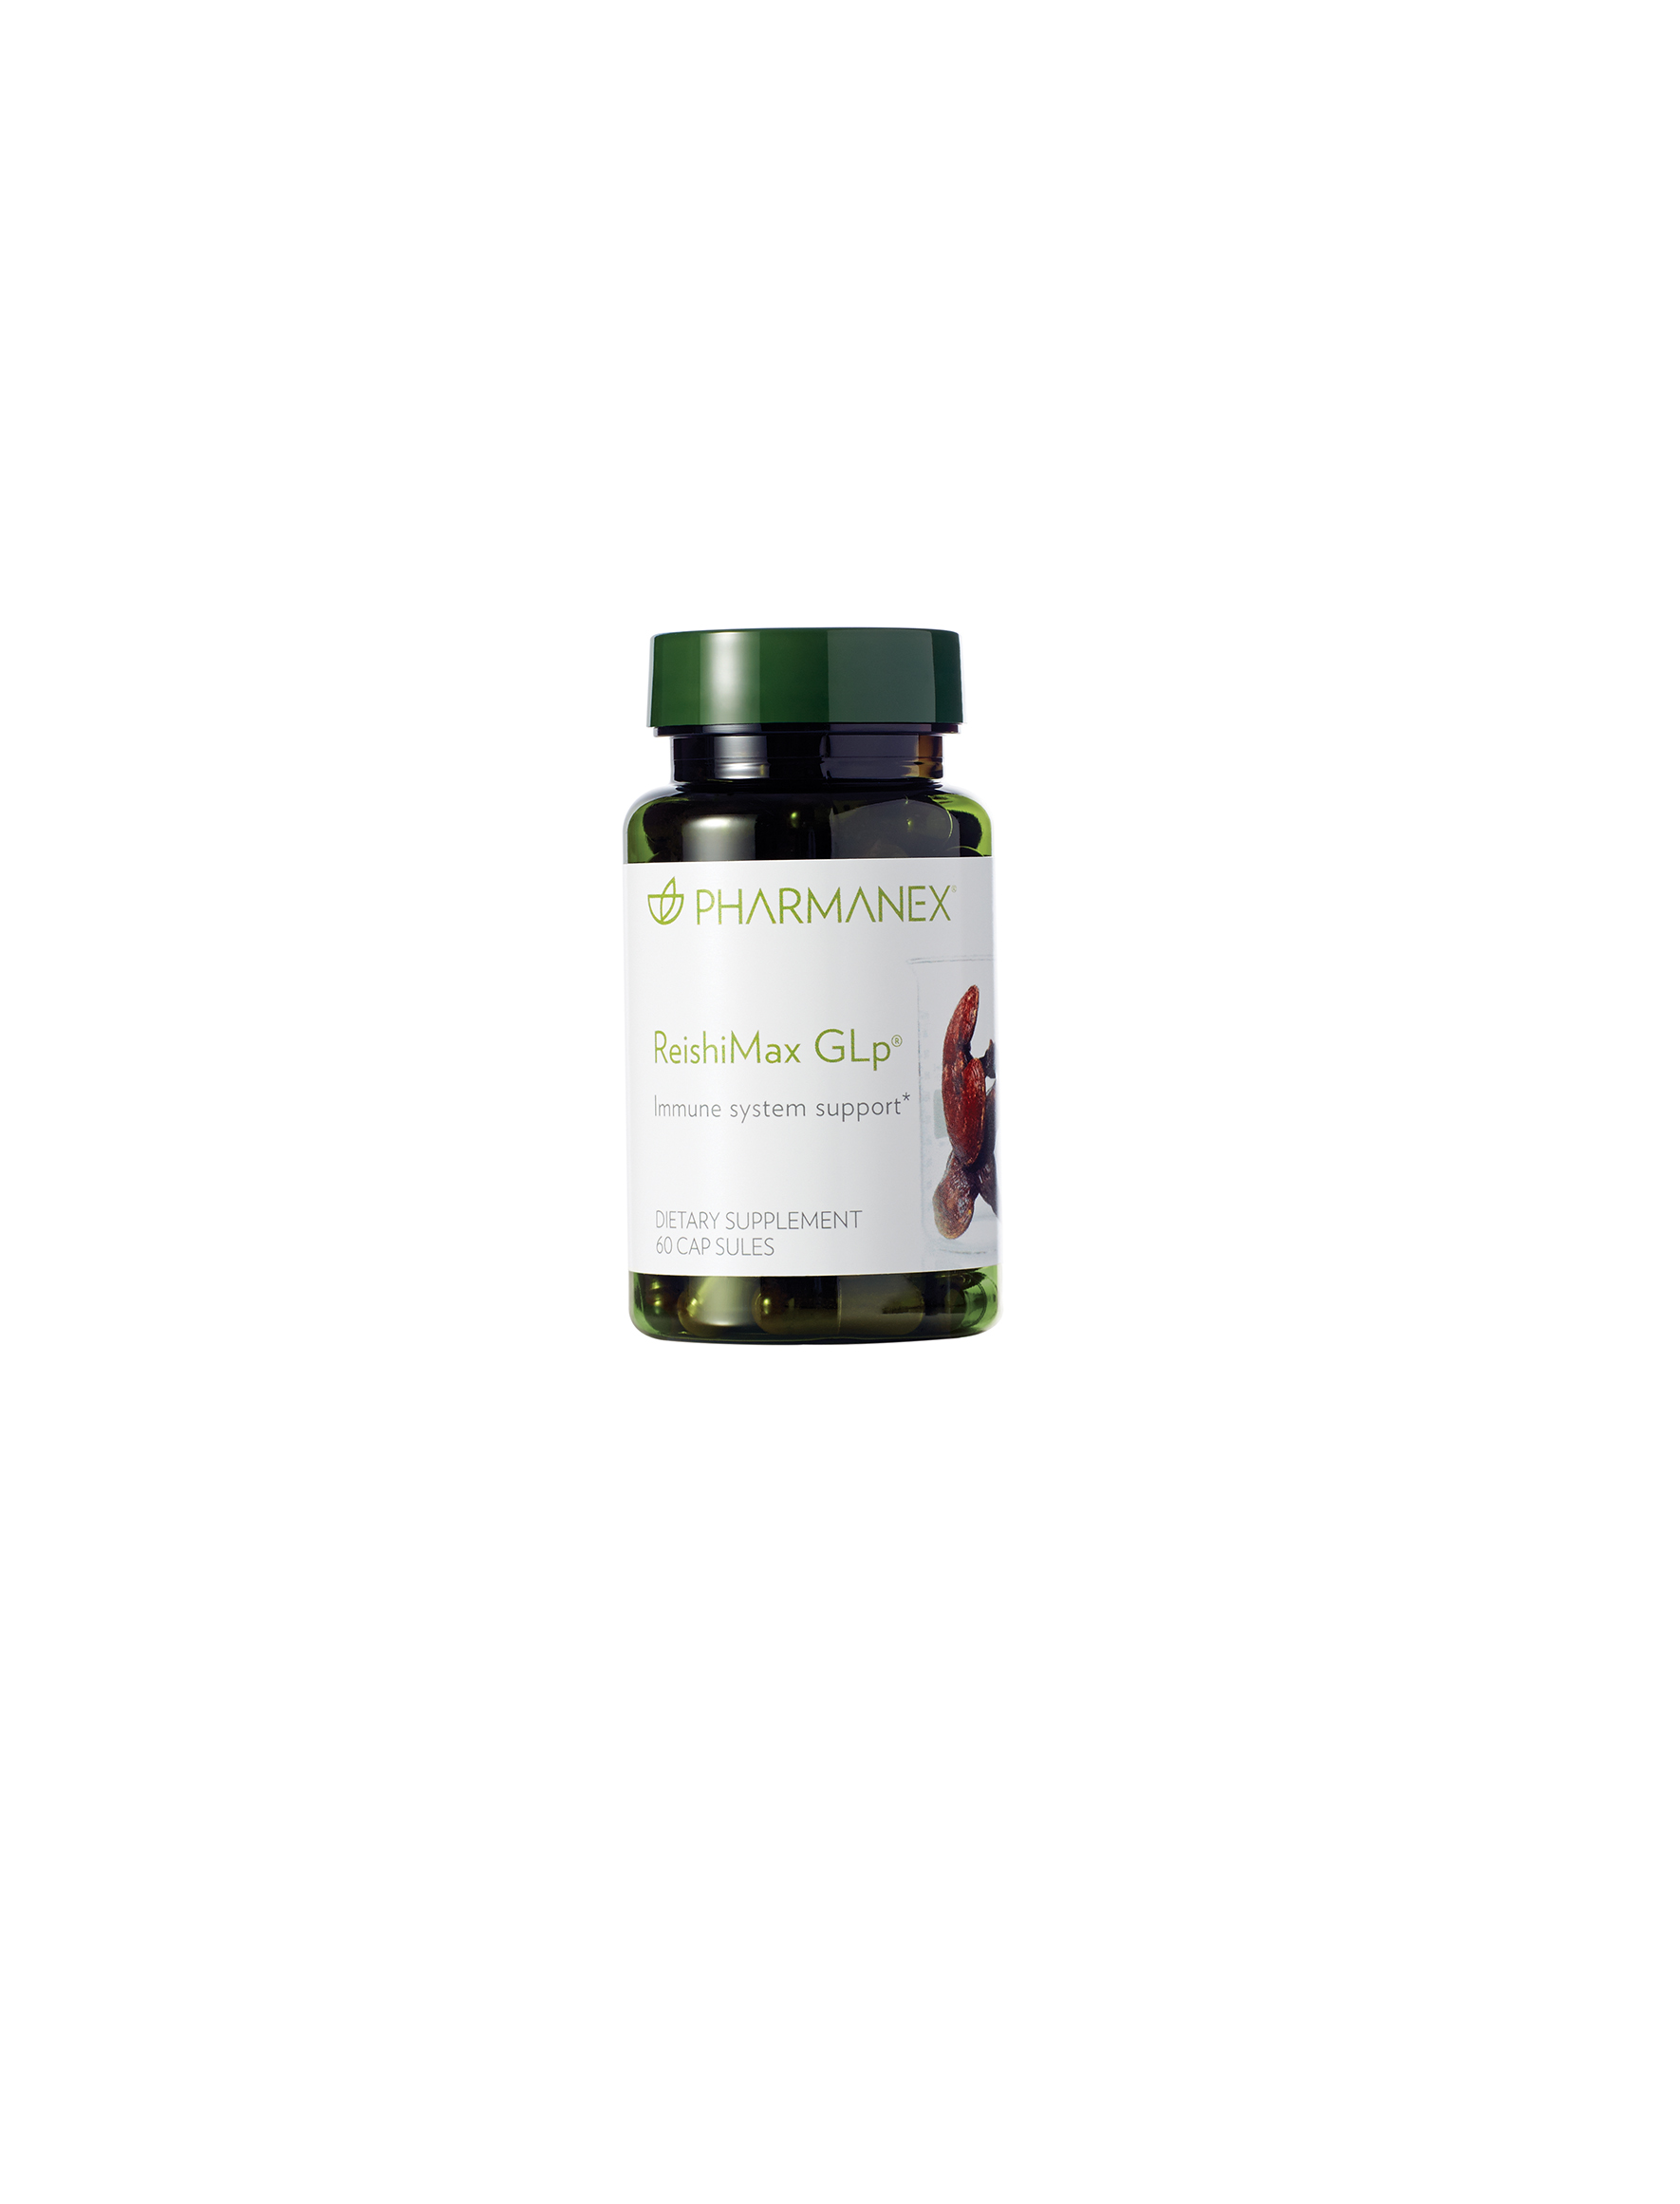 PHARMANEX®
ReishiMax GLp®
Immune system support*
DIETARY SUPPLEMENT
60 CAP SULES